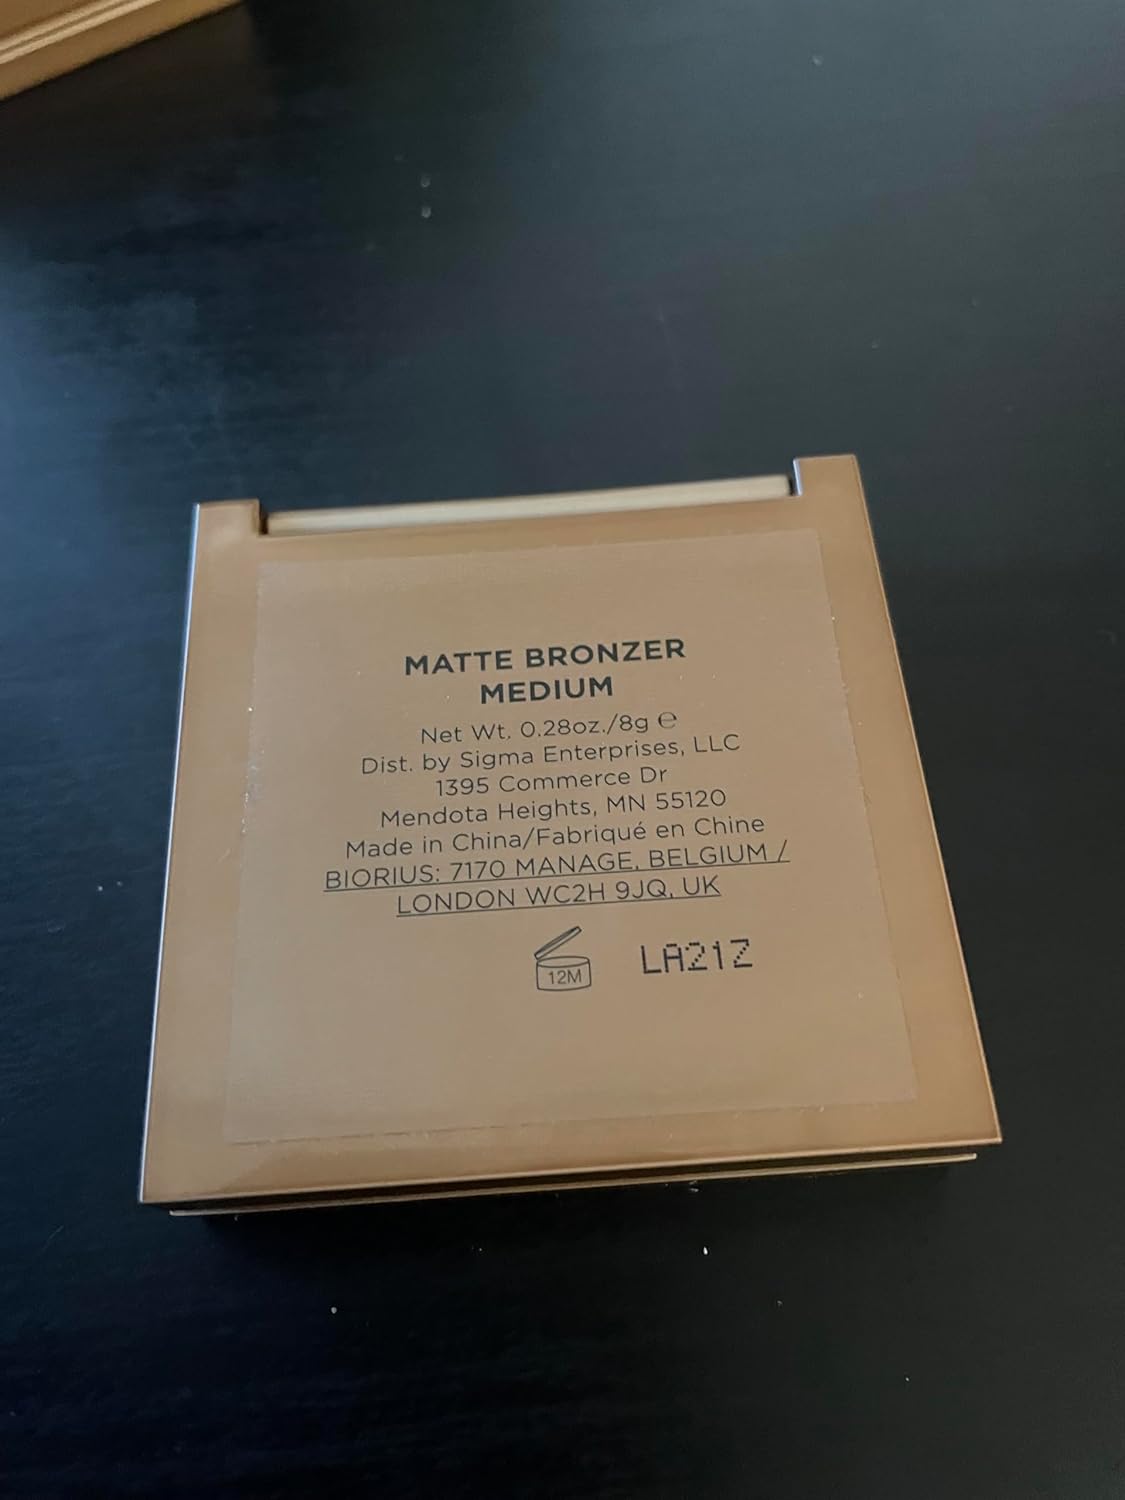 MATTE BRONZER
MEDIUM
Net Wt. 0.28oz./8g ℮
Dist. by Sigma Enterprises, LLC
1395 Commerce Dr
Mendota Heights, MN 55120
Made in China/Fabriqué en Chine
BIORIUS: 7170 MANAGE, BELGIUM /
LONDON WC2H 9JQ, UK
12M LA21Z